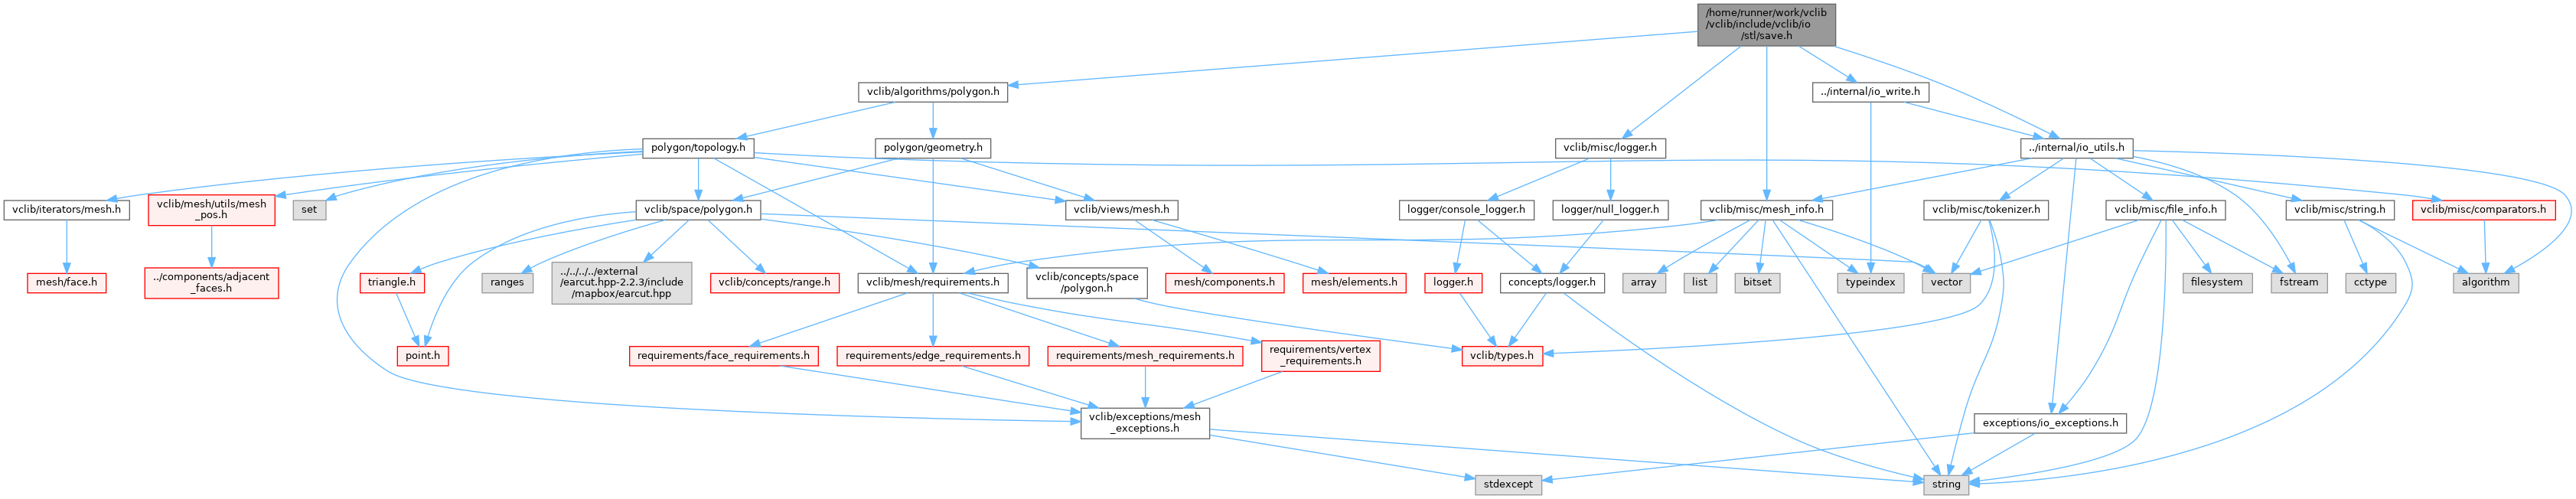 /home/runner/work/vclib
/vclib/include/vclib/io
/stl/save.h
vclib/algorithms/polygon.h
../internal/io_write.h
polygon/topology.h
polygon/geometry.h
vclib/misc/logger.h
../internal/io_utils.h
vclib/iterators/mesh.h
vclib/mesh/utils/mesh
_pos.h
set
vclib/space/polygon.h
vclib/views/mesh.h
logger/console_logger.h
logger/null_logger.h
vclib/misc/mesh_info.h
vclib/misc/tokenizer.h
vclib/misc/file_info.h
vclib/misc/string.h
vclib/misc/comparators.h
mesh/face.h
../components/adjacent
_faces.h
triangle.h
ranges
../../../../external
/earcut.hpp-2.2.3/include
/mapbox/earcut.hpp
vclib/concepts/range.h
vclib/mesh/requirements.h
vclib/concepts/space
/polygon.h
mesh/components.h
mesh/elements.h
logger.h
concepts/logger.h
array
list
bitset
typeindex
vector
filesystem
fstream
cctype
algorithm
point.h
requirements/face_requirements.h
requirements/edge_requirements.h
requirements/mesh_requirements.h
requirements/vertex
_requirements.h
vclib/types.h
vclib/exceptions/mesh
_exceptions.h
exceptions/io_exceptions.h
stdexcept
string